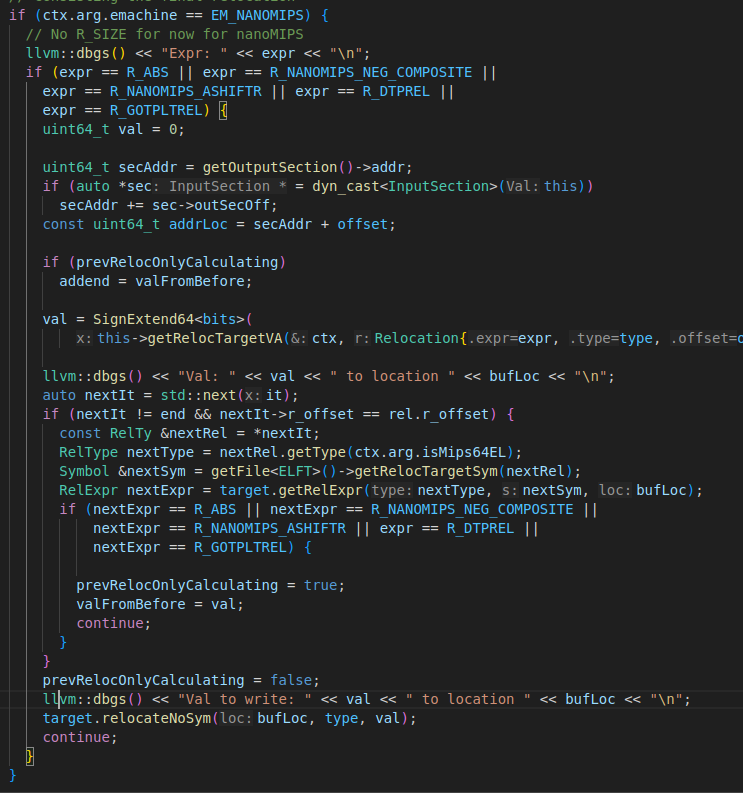 if (ctx.arg.emachine == EM_NANOMIPS) {
// No R_SIZE for now for nanoMIPS
llvm::dbgs() << "Expr: " << expr << "\n";
if (expr == R_ABS || expr == R_NANOMIPS_NEG_COMPOSITE ||
expr == R_NANOMIPS_ASHIFTR || expr == R_DTPREL ||
expr == R_GOTPLTREL) {
uint64_t val = 0;
uint64_t secAddr = getOutputSection()->addr;
if (auto *sec: InputSection * = dyn_cast<InputSection>(Val: this))
secAddr += sec->outSecOff;
const uint64_t addrLoc = secAddr + offset;
if (prevRelocOnlyCalculating)
addend = valFromBefore;
val = SignExtend64<bits>(
x: this->getRelocTargetVA(&: ctx, r: Relocation{.expr=expr, .type=type, .offset=
llvm::dbgs() << "Val: " << val << " to location " << bufLoc << "\n";
auto nextIt = std::next(x: it);
if (nextIt != end && nextIt->r_offset == rel.r_offset) {
const RelTy &nextRel = *nextIt;
RelType nextType = nextRel.getType(ctx.arg.isMips64EL);
Symbol &nextSym = getFile<ELFT>()->getRelocTargetSym(nextRel);
RelExpr nextExpr = target.getRelExpr(type: nextType, s: nextSym, loc: bufLoc);
if (nextExpr == R_ABS || nextExpr == R_NANOMIPS_NEG_COMPOSITE ||
nextExpr == R_NANOMIPS_ASHIFTR || expr == R_DTPREL ||
nextExpr == R_GOTPLTREL) {
prevRelocOnlyCalculating = true;
valFromBefore = val;
continue;
}
}
prevRelocOnlyCalculating = false;
llvm::dbgs() << "Val to write: " << val << " to location " << bufLoc << "\n";
target.relocateNoSym(loc: bufLoc, type, val);
continue;
}
}